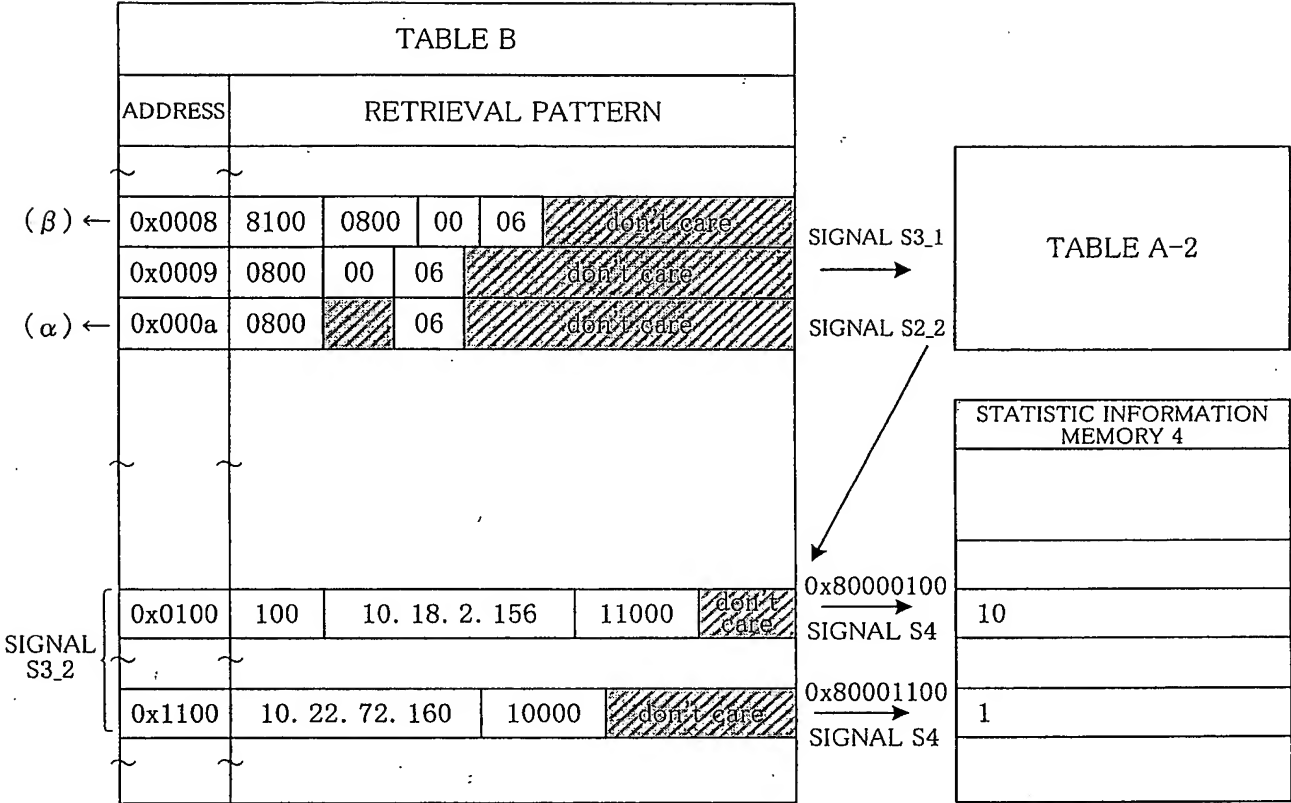 TABLE B
ADDRESS RETRIEVAL PATTERN
(β) ← 0x0008 8100 0800 00 06 don't care
SIGNAL S3_1
TABLE A-2
0x0009 0800 00 06 don't care
(α) ← 0x000a 0800 06 don't care
SIGNAL S2_2
STATISTIC INFORMATION
MEMORY 4
0x80000100
0x0100 100 10. 18. 2. 156 11000 don't
care
10
SIGNAL S4
SIGNAL
S3_2
0x80001100
0x1100 10. 22. 72. 160 10000 don't care
1
SIGNAL S4